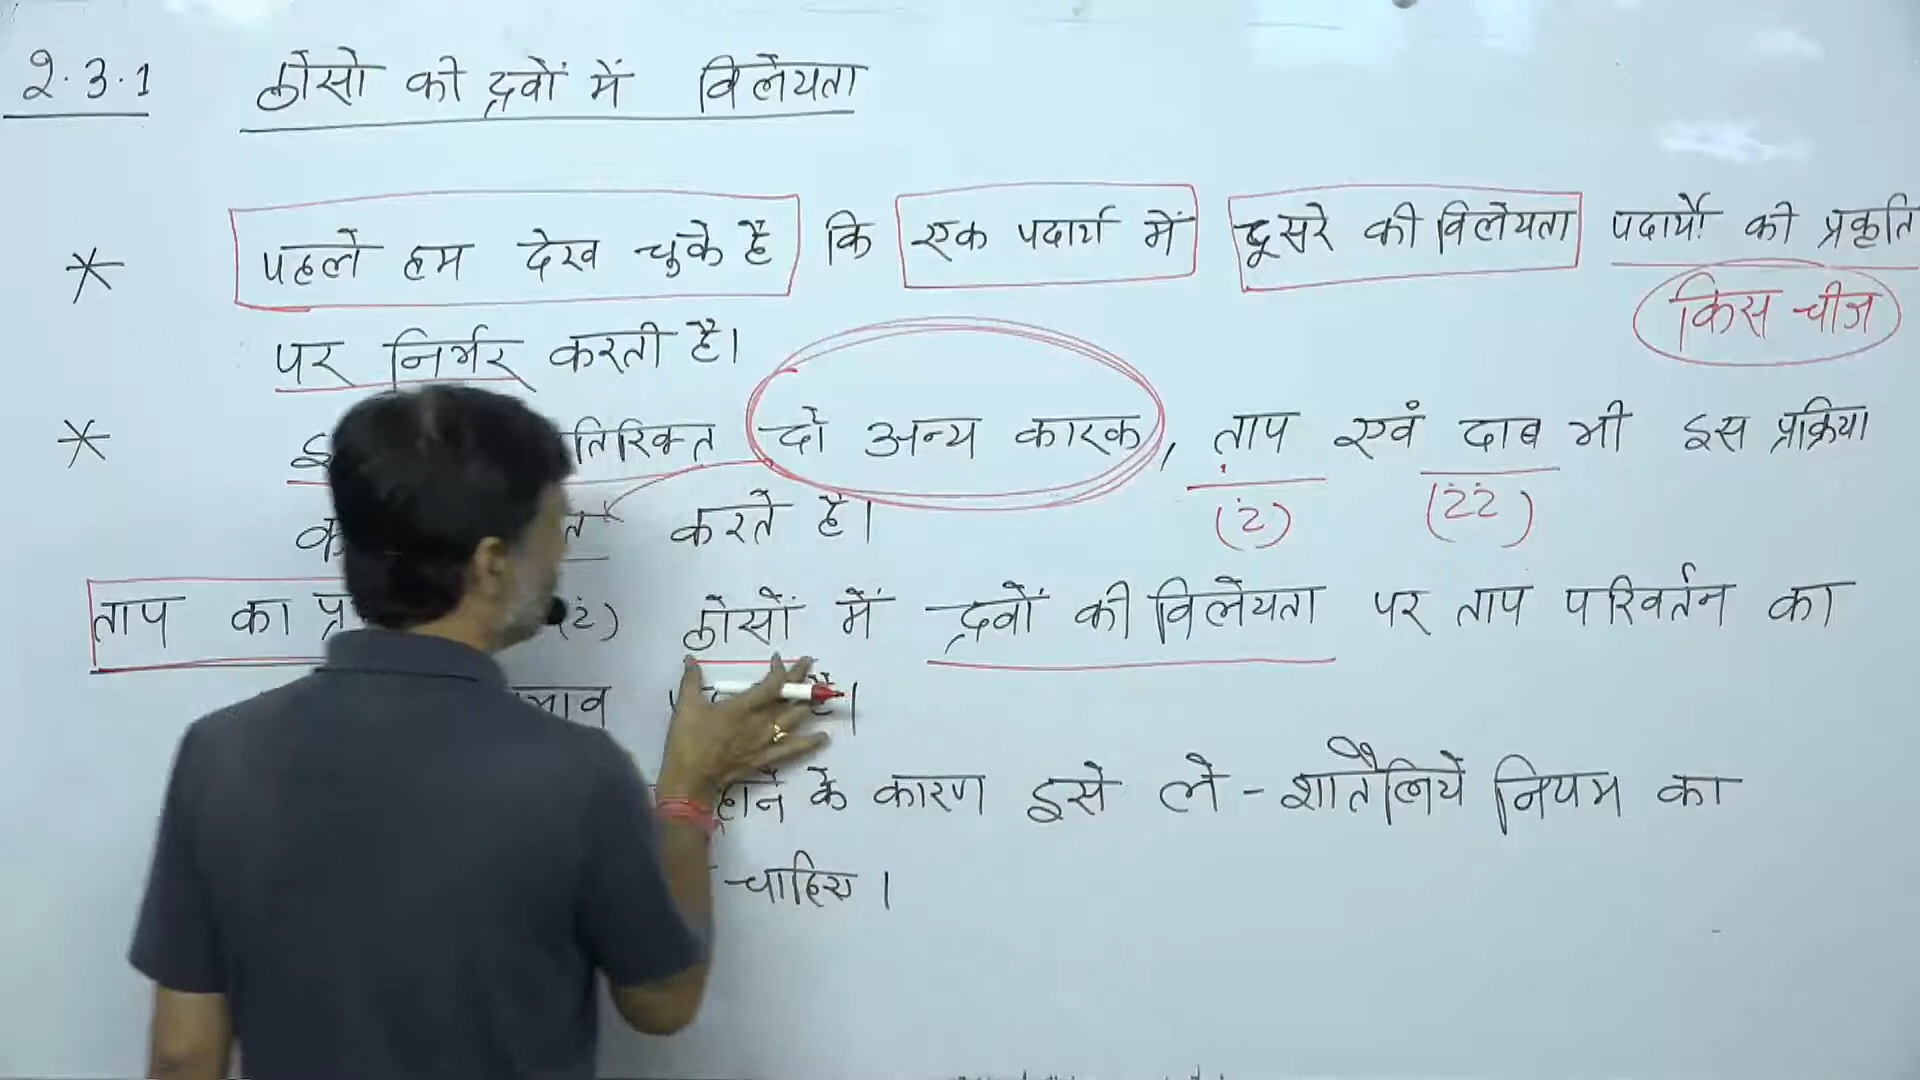 2.3.1 ठोसों की द्रवों में विलेयता
* पहले हम देख चुके हैं कि एक पदार्थ में दूसरे की विलेयता पदार्थों की प्रकृति
किस चीज
पर निर्भर करती है।
* तिरिक्त दो अन्य कारक, ताप एवं दाब भी इस प्रक्रिया
(i) (ii)
करते हैं।
ताप का (i) ठोसों में द्रवों की विलेयता पर ताप परिवर्तन का
है।
होने के कारण इसे ले-शातैलिये नियम का
चाहिए।